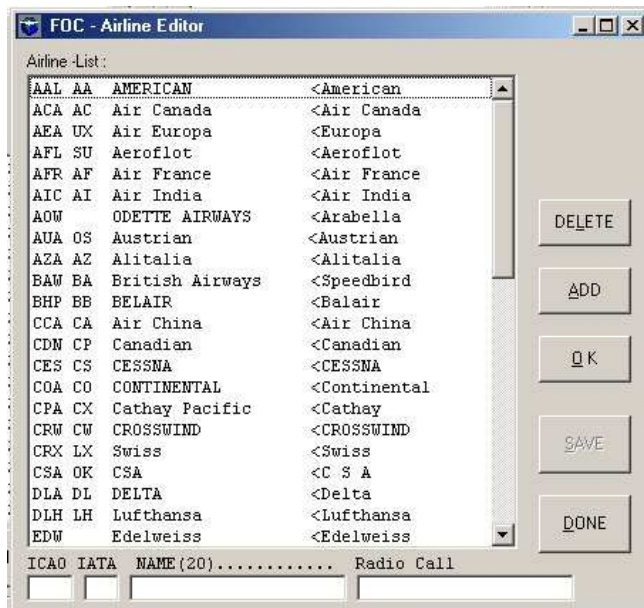 FOC - Airline Editor
Airline -List :
AAL AA AMERICAN <American
ACA AC Air Canada <Air Canada
AEA UX Air Europa <Europa
AFL SU Aeroflot <Aeroflot
AFR AF Air France <Air France
AIC AI Air India <Air India
AOW ODETTE AIRWAYS <Arabella
AUA OS Austrian <Austrian
AZA AZ Alitalia <Alitalia
BAW BA British Airways <Speedbird
BHP BB BELAIR <Balair
CCA CA Air China <Air China
CDN CP Canadian <Canadian
CES CS CESSNA <CESSNA
COA CO CONTINENTAL <Continental
CPA CX Cathay Pacific <Cathay
CRW CW CROSSWIND <CROSSWIND
CRX LX Swiss <Swiss
CSA OK CSA <C S A
DLA DL DELTA <Delta
DLH LH Lufthansa <Lufthansa
EDW Edelweiss <Edelweiss
DELETE
ADD
O K
SAVE
DONE
ICAO IATA NAME(20)............ Radio Call